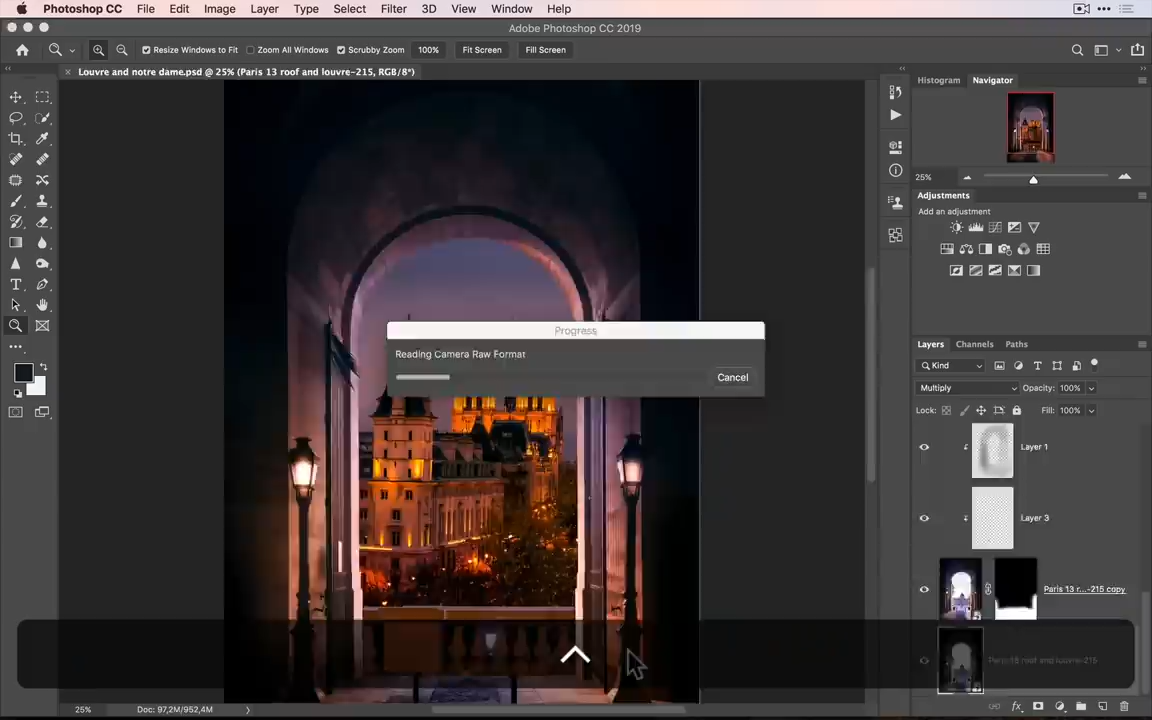 Photoshop CC File Edit Image Layer Type Select Filter 3D View Window Help
Adobe Photoshop CC 2019
Resize Windows to Fit Zoom All Windows Scrubby Zoom 100% Fit Screen Fill Screen
Louvre and notre dame.psd @ 25% (Paris 13 roof and louvre-215, RGB/8*)
Histogram Navigator
25%
Adjustments
Add an adjustment
Progress
Reading Camera Raw Format
Cancel
Layers Channels Paths
Kind
Multiply Opacity: 100%
Lock: Fill: 100%
Layer 1
Layer 3
Paris 13 r...-215 copy
Paris 13 roof and louvre-215
25% Doc: 97,2M/952,4M